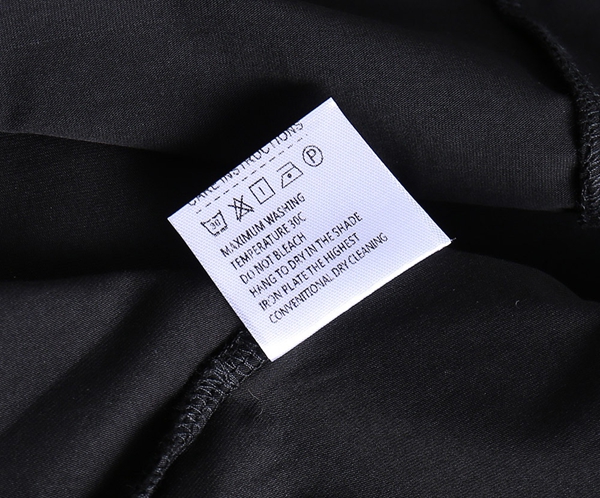 CARE INSTRUCTIONS
30 1 P
MAXIMUM WASHING
TEMPERATURE 30C
DO NOT BLEACH
HANG TO DRY IN THE SHADE
IRON PLATE THE HIGHEST
CONVENTIONAL.DRY CLEANING